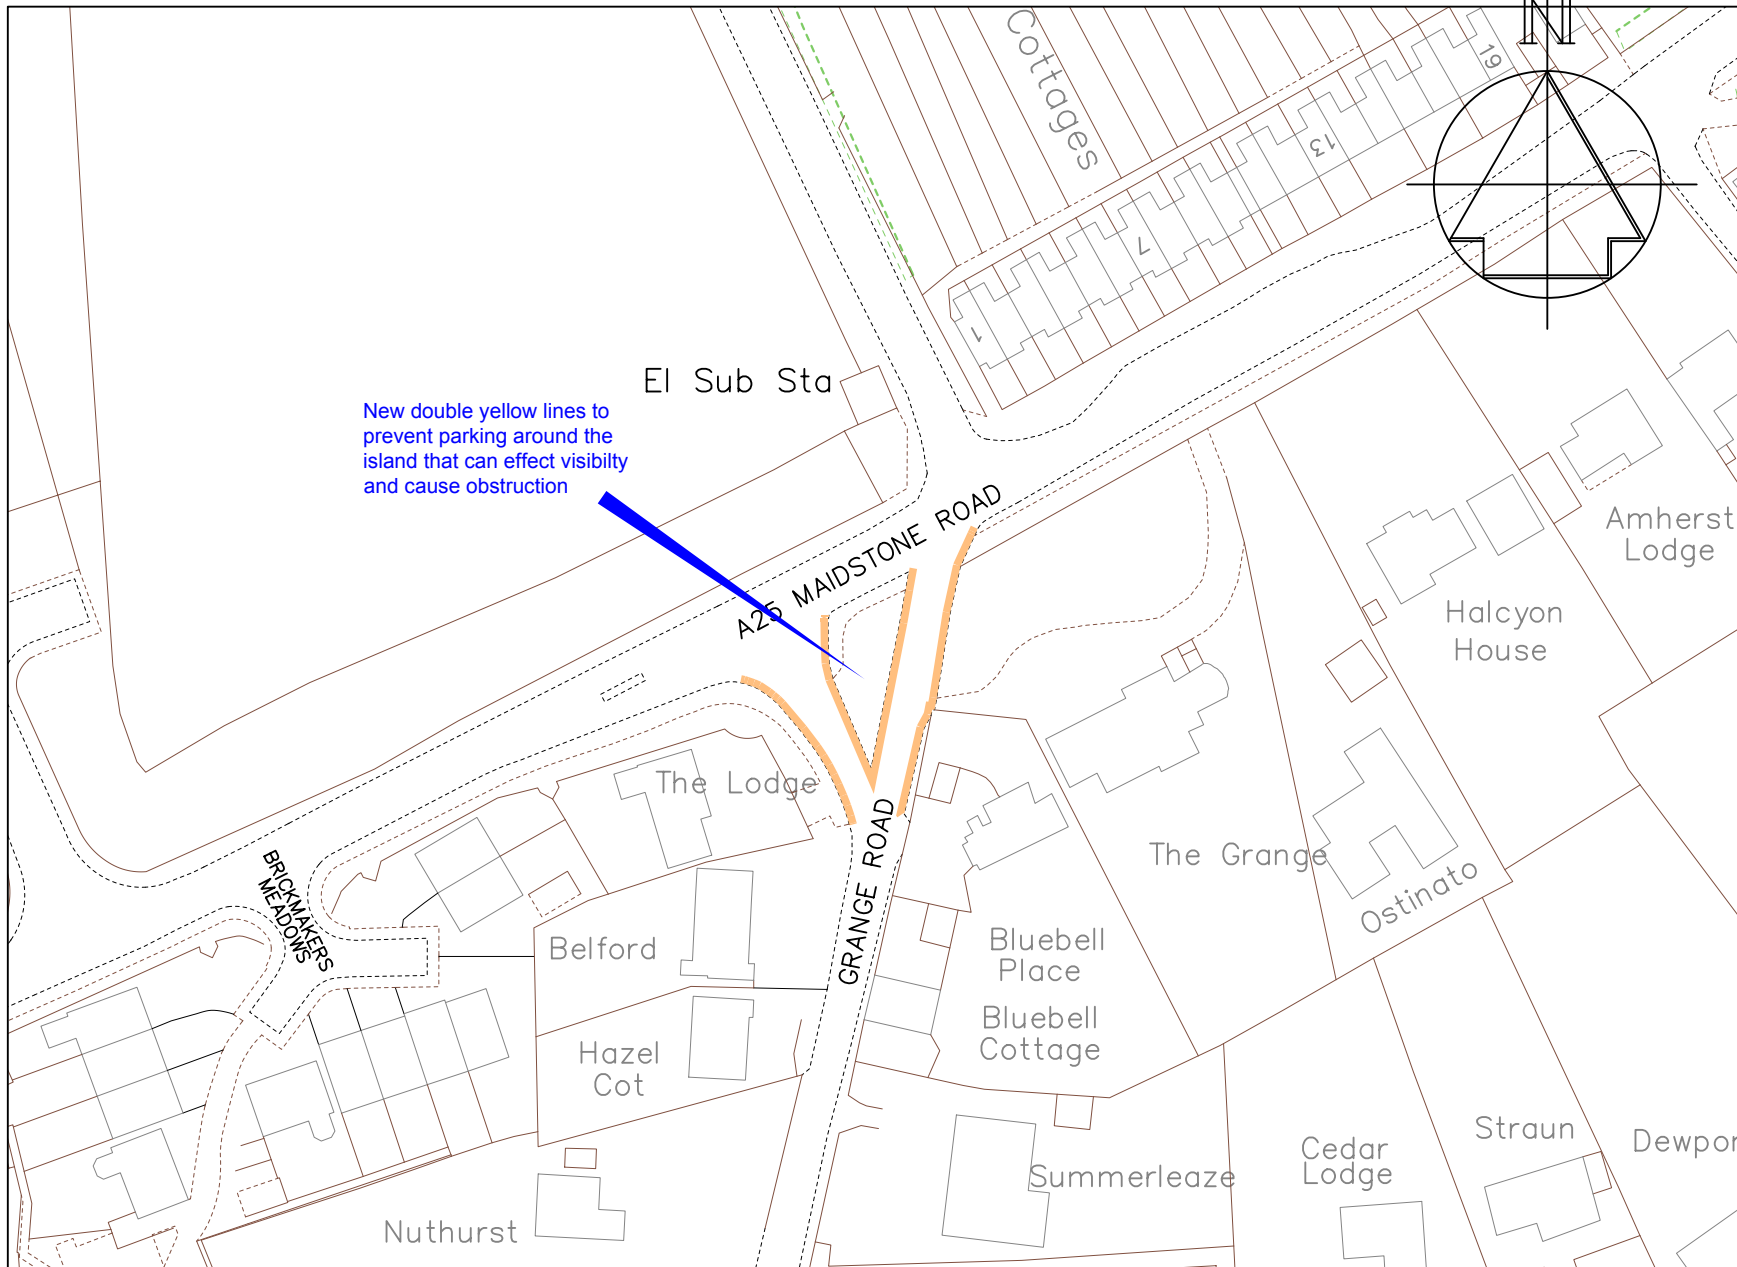 N
Cottages
19
13
7
1
El Sub Sta
New double yellow lines to
prevent parking around the
island that can effect visibilty
and cause obstruction
A25 MAIDSTONE ROAD
Amherst
Lodge
Halcyon
House
The Lodge
GRANGE ROAD
The Grange
Ostinato
BRICKMAKERS
MEADOWS
Belford
Bluebell
Place
Bluebell
Cottage
Hazel
Cot
Straun
Dewpor
Cedar
Lodge
Summerleaze
Nuthurst